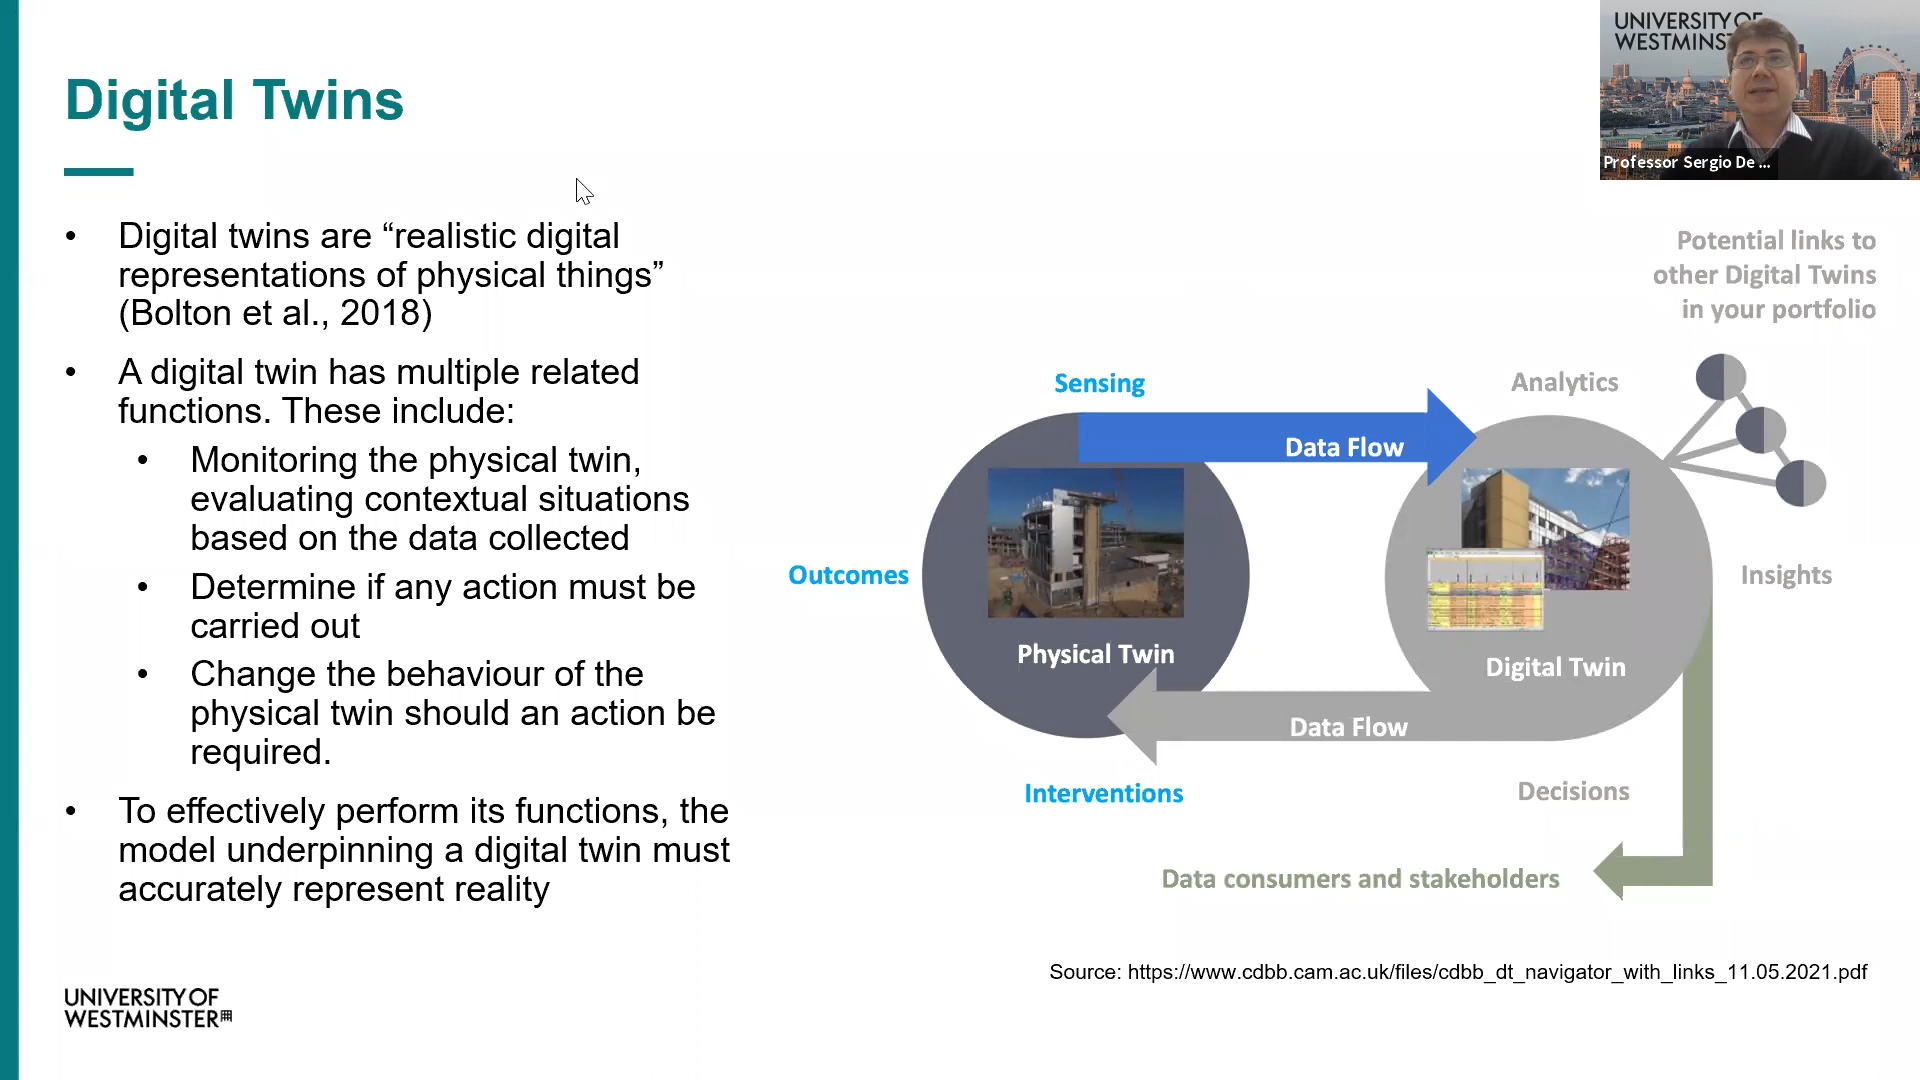 Digital Twins
• Digital twins are “realistic digital
representations of physical things”
(Bolton et al., 2018)
• A digital twin has multiple related
functions. These include:
• Monitoring the physical twin,
evaluating contextual situations
based on the data collected
• Determine if any action must be
carried out
• Change the behaviour of the
physical twin should an action be
required.
• To effectively perform its functions, the
model underpinning a digital twin must
accurately represent reality
UNIVERSITY OF
WESTMINSTER
UNIVERSITY OF
WESTMINS
Professor Sergio De ...
Potential links to
other Digital Twins
in your portfolio
Sensing
Analytics
Data Flow
Outcomes
Insights
Physical Twin
Digital Twin
Data Flow
Interventions
Decisions
Data consumers and stakeholders
Source: https://www.cdbb.cam.ac.uk/files/cdbb_dt_navigator_with_links_11.05.2021.pdf